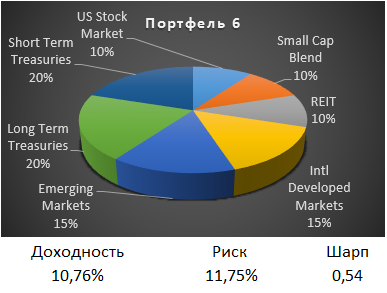 Портфель 6
US Stock
Market
10%
Small Cap
Blend
10%
REIT
10%
Intl
Developed
Markets
15%
Emerging
Markets
15%
Long Term
Treasuries
20%
Short Term
Treasuries
20%
Доходность Риск Шарп
10,76% 11,75% 0,54